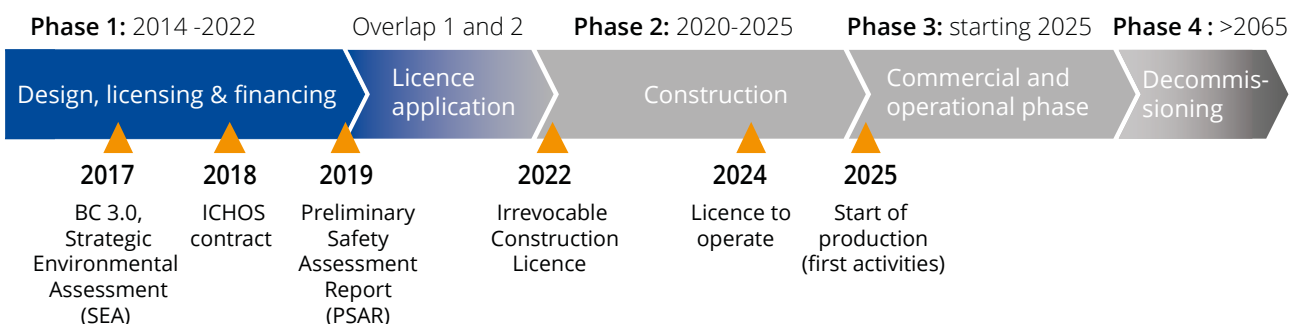 Phase 1: 2014 -2022
Overlap 1 and 2
Phase 2: 2020-2025
Phase 3: starting 2025
Phase 4 : >2065
Design, licensing & financing
Licence
application
Construction
Commercial and
operational phase
Decommis-
sioning
2017
BC 3.0,
Strategic
Environmental
Assessment
(SEA)
2018
ICHOS
contract
2019
Preliminary
Safety
Assessment
Report
(PSAR)
2022
Irrevocable
Construction
Licence
2024
Licence to
operate
2025
Start of
production
(first activities)